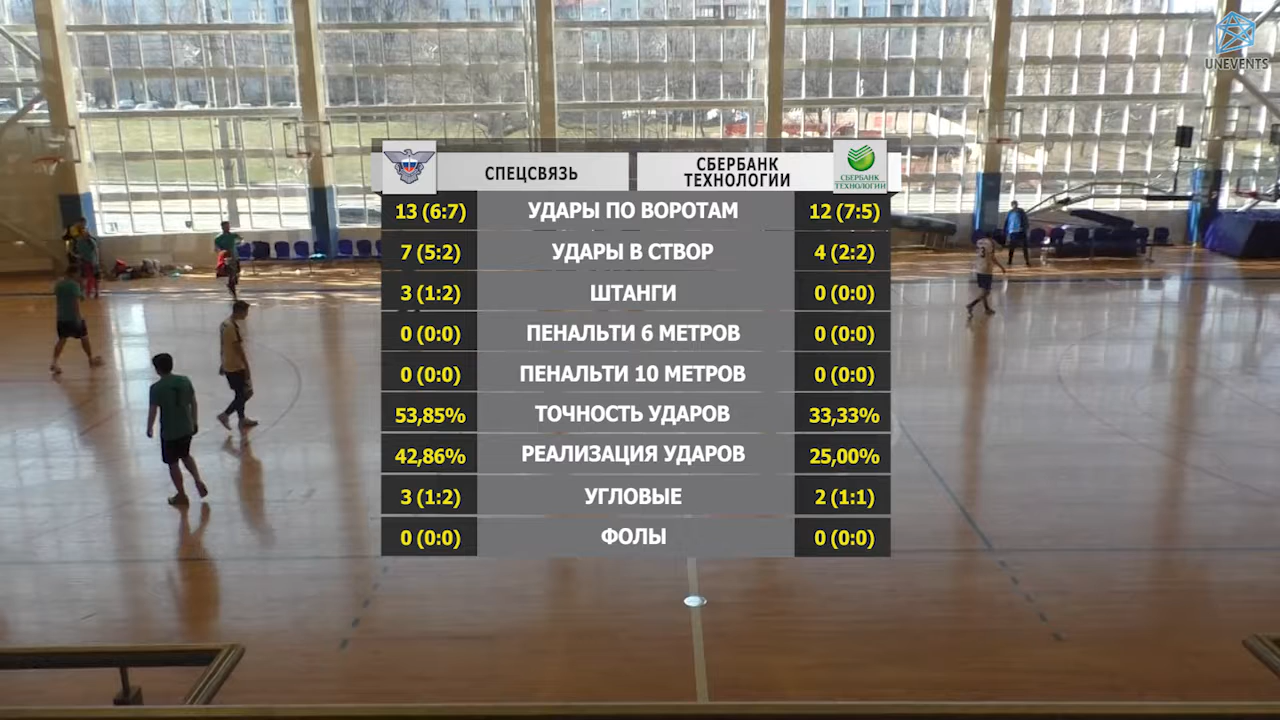 UNEVENTS
СПЕЦСВЯЗЬ
СБЕРБАНК
ТЕХНОЛОГИИ
СБЕРБАНК
ТЕХНОЛОГИИ
13 (6:7) УДАРЫ ПО ВОРОТАМ 12 (7:5)
7 (5:2) УДАРЫ В СТВОР 4 (2:2)
3 (1:2) ШТАНГИ 0 (0:0)
0 (0:0) ПЕНАЛЬТИ 6 МЕТРОВ 0 (0:0)
0 (0:0) ПЕНАЛЬТИ 10 МЕТРОВ 0 (0:0)
53,85% ТОЧНОСТЬ УДАРОВ 33,33%
42,86% РЕАЛИЗАЦИЯ УДАРОВ 25,00%
3 (1:2) УГЛОВЫЕ 2 (1:1)
0 (0:0) ФОЛЫ 0 (0:0)